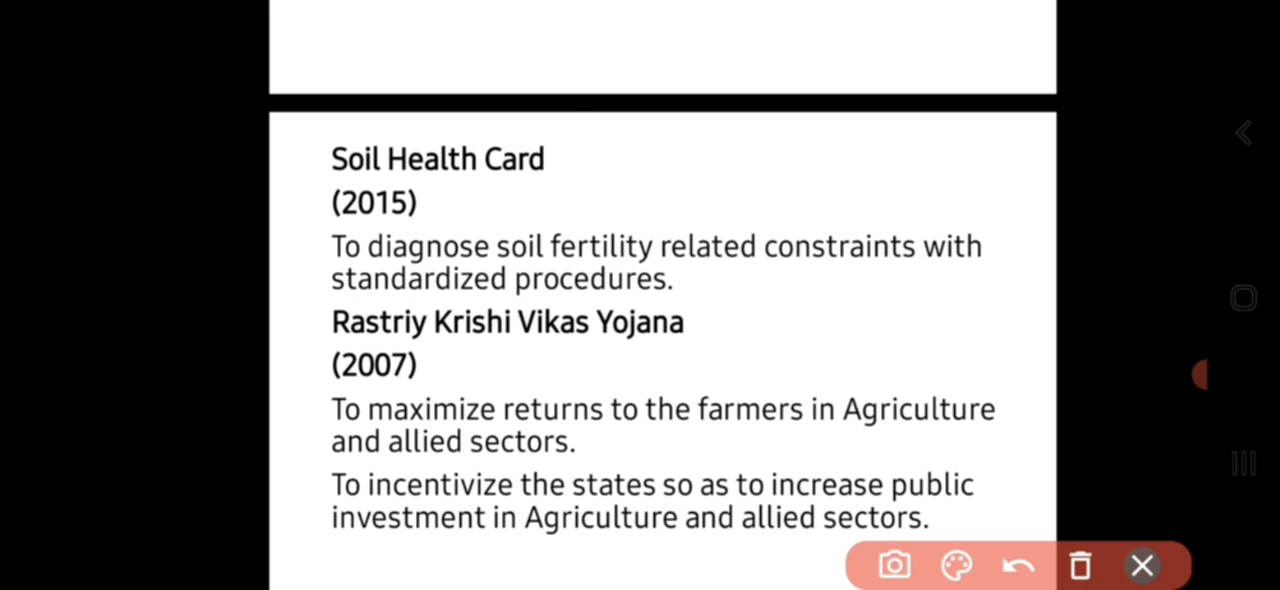 Soil Health Card
(2015)
To diagnose soil fertility related constraints with
standardized procedures.
Rastriy Krishi Vikas Yojana
(2007)
To maximize returns to the farmers in Agriculture
and allied sectors.
To incentivize the states so as to increase public
investment in Agriculture and allied sectors.